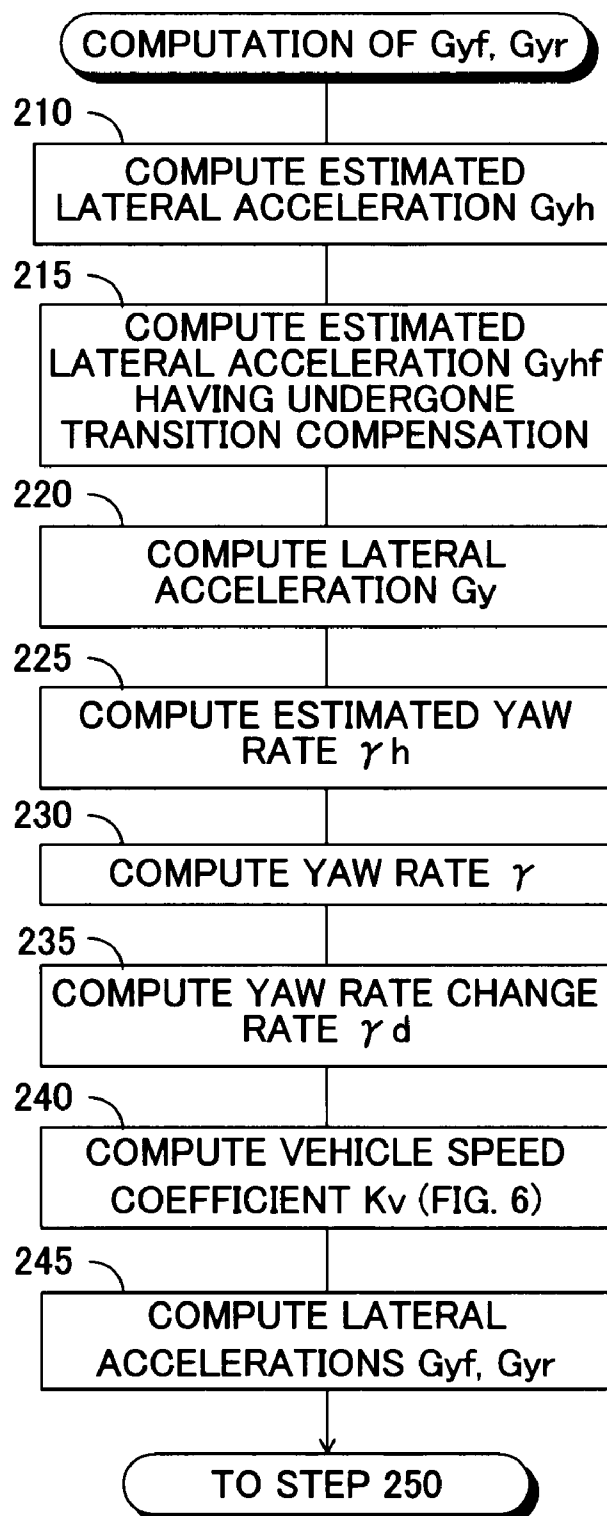 COMPUTATION OF Gyf, Gyr
210
COMPUTE ESTIMATED
LATERAL ACCELERATION Gyh
215
COMPUTE ESTIMATED
LATERAL ACCELERATION Gyhf
HAVING UNDERGONE
TRANSITION COMPENSATION
220
COMPUTE LATERAL
ACCELERATION Gy
225
COMPUTE ESTIMATED YAW
RATE γh
230
COMPUTE YAW RATE γ
235
COMPUTE YAW RATE CHANGE
RATE γd
240
COMPUTE VEHICLE SPEED
COEFFICIENT Kv (FIG. 6)
245
COMPUTE LATERAL
ACCELERATIONS Gyf, Gyr
TO STEP 250